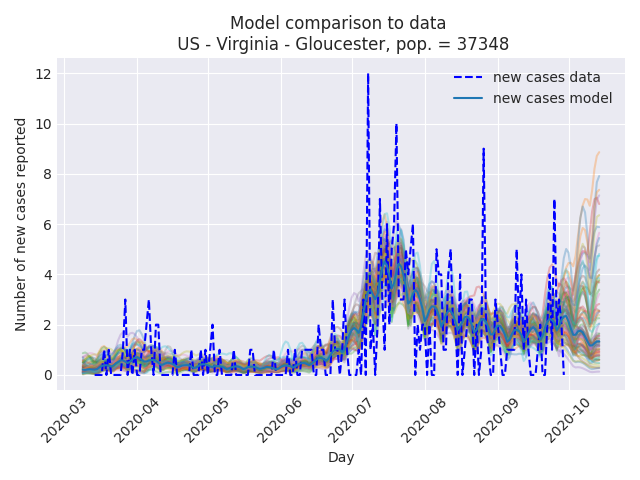 Model comparison to data
US - Virginia - Gloucester, pop. = 37348
new cases data
new cases model
Number of new cases reported
12
10
8
6
4
2
0
2020-03
2020-04
2020-05
2020-06
2020-07
2020-08
2020-09
2020-10
Day